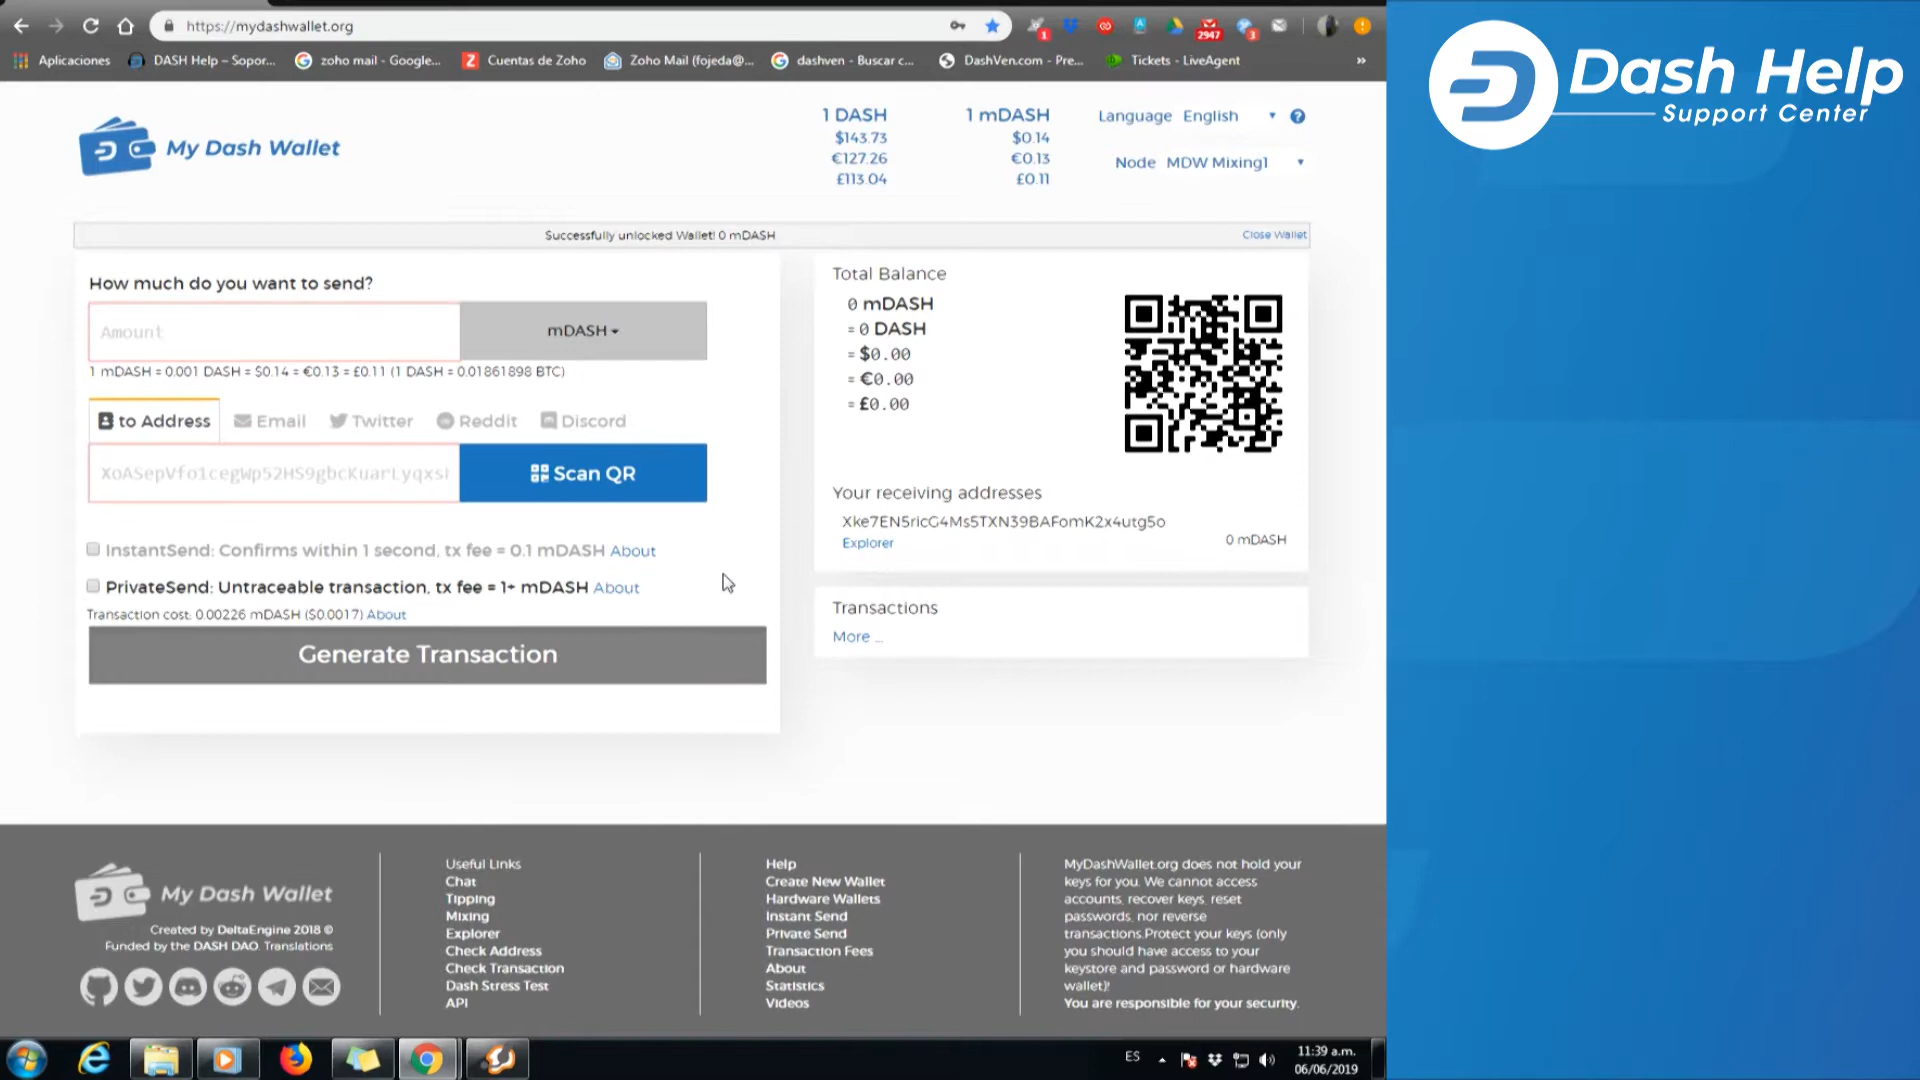 https://mydashwallet.org
1
2947
3
Aplicaciones
DASH Help – Sopor...
zoho mail - Google...
Cuentas de Zoho
Zoho Mail (fojeda@...
dashven - Buscar c...
DashVen.com - Pre...
Tickets - LiveAgent
»
Dash Help
Support Center
My Dash Wallet
1 DASH
$143.73
€127.26
£113.04
1 mDASH
$0.14
€0.13
£0.11
Language English
Node MDW Mixing1
Successfully unlocked Wallet! 0 mDASH
Close Wallet
How much do you want to send?
Amount
mDASH
1 mDASH = 0.001 DASH = $0.14 = €0.13 = £0.11 (1 DASH = 0.01861898 BTC)
to Address
Email
Twitter
Reddit
Discord
Scan QR
InstantSend: Confirms within 1 second, tx fee = 0.1 mDASH About
PrivateSend: Untraceable transaction, tx fee = 1+ mDASH About
Transaction cost: 0.00226 mDASH ($0.0017) About
Generate Transaction
Total Balance
0 mDASH
= 0 DASH
= $0.00
= €0.00
= £0.00
Your receiving addresses
Xke7EN5ricG4Ms5TXN39BAFomK2x4utg5o
Explorer
0 mDASH
Transactions
More ...
My Dash Wallet
Created by DeltaEngine 2018 ©
Funded by the DASH DAO. Translations
Useful Links
Chat
Tipping
Mixing
Explorer
Check Address
Check Transaction
Dash Stress Test
API
Help
Create New Wallet
Hardware Wallets
Instant Send
Private Send
Transaction Fees
About
Statistics
Videos
MyDashWallet.org does not hold your
keys for you. We cannot access
accounts, recover keys, reset
passwords, nor reverse
transactions.Protect your keys (only
you should have access to your
keystore and password or hardware
wallet)!
You are responsible for your security.
ES
11:39 a.m.
06/06/2019